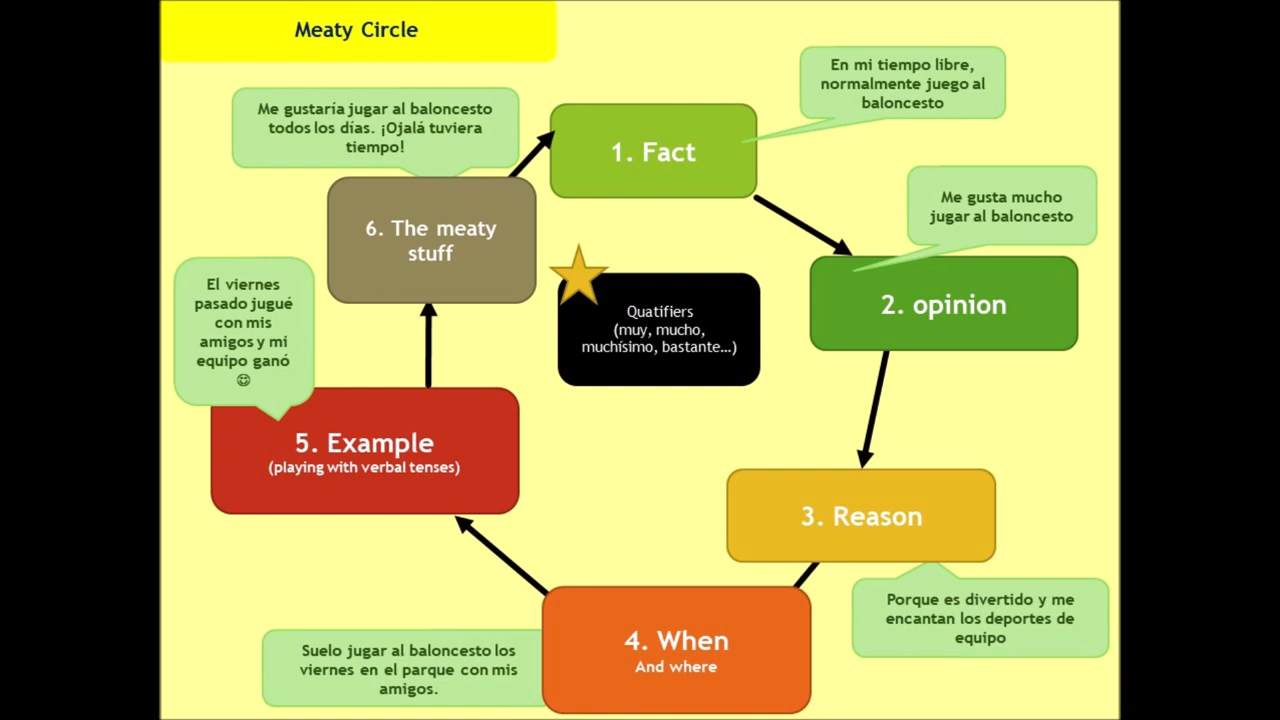 Meaty Circle
1. Fact
En mi tiempo libre,
normalmente juego al
baloncesto
2. opinion
Me gusta mucho
jugar al baloncesto
3. Reason
Porque es divertido y me
encantan los deportes de
equipo
4. When
And where
Suelo jugar al baloncesto los
viernes en el parque con mis
amigos.
5. Example
(playing with verbal tenses)
El viernes
pasado jugué
con mis
amigos y mi
equipo ganó
☺
6. The meaty
stuff
Me gustaría jugar al baloncesto
todos los días. ¡Ojalá tuviera
tiempo!
Quatifiers
(muy, mucho,
muchísimo, bastante…)